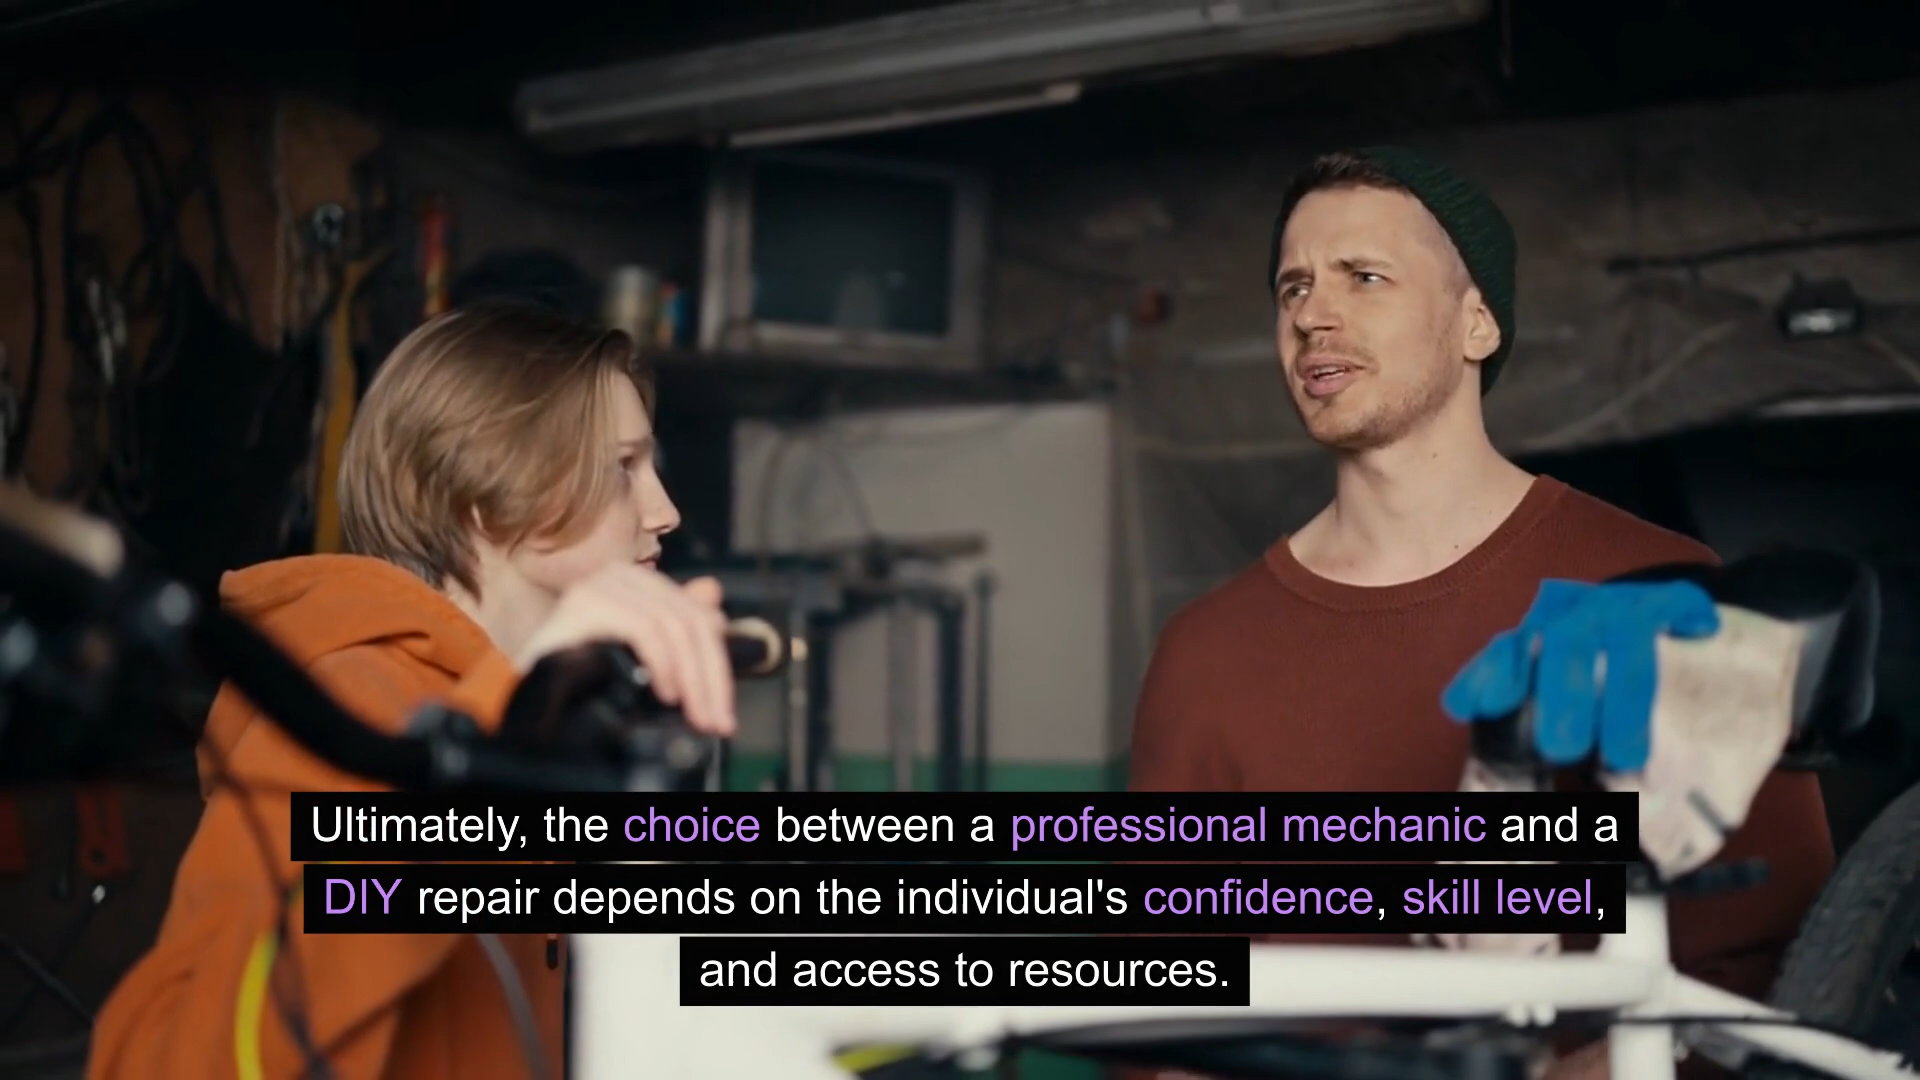 Ultimately, the choice between a professional mechanic and a
DIY repair depends on the individual's confidence, skill level,
and access to resources.